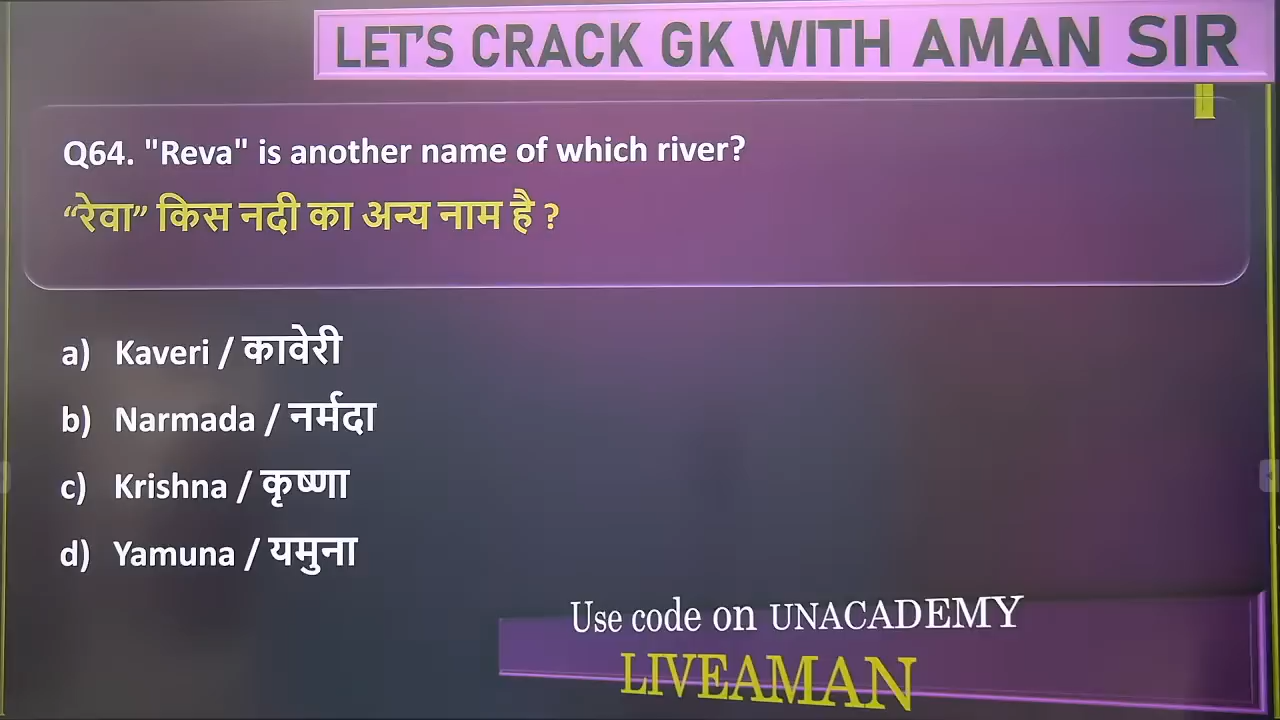 LET'S CRACK GK WITH AMAN SIR
Q64. "Reva" is another name of which river?
“रेवा” किस नदी का अन्य नाम है ?
a) Kaveri / कावेरी
b) Narmada / नर्मदा
c) Krishna / कृष्णा
d) Yamuna / यमुना
Use code on UNACADEMY
LIVEAMAN